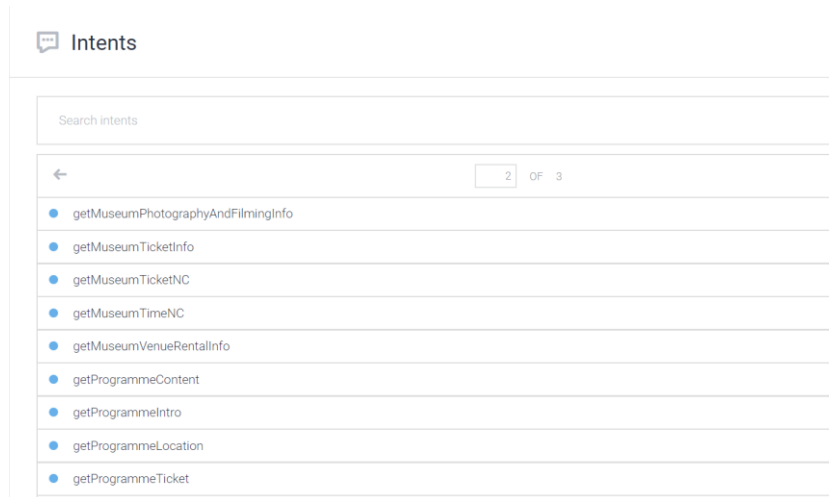 Intents
Search intents
2 OF 3
getMuseumPhotographyAndFilmingInfo
getMuseumTicketInfo
getMuseumTicketNC
getMuseumTimeNC
getMuseumVenueRentalInfo
getProgrammeContent
getProgrammeIntro
getProgrammeLocation
getProgrammeTicket